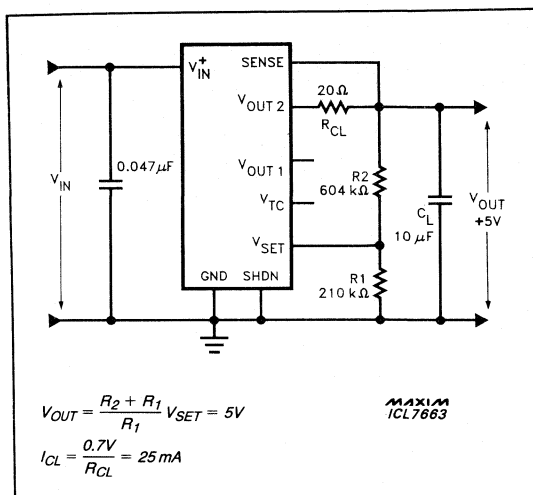 V+IN
SENSE
VOUT 2
20Ω
RCL
VOUT 1
VTC
VSET
GND SHDN
0.047μF
VIN
R2
604 kΩ
CL
10 μF
VOUT
+5V
R1
210 kΩ
VOUT = R2 + R1 / R1 VSET = 5V
ICL = 0.7V / RCL = 25 mA
MAXIM
ICL7663